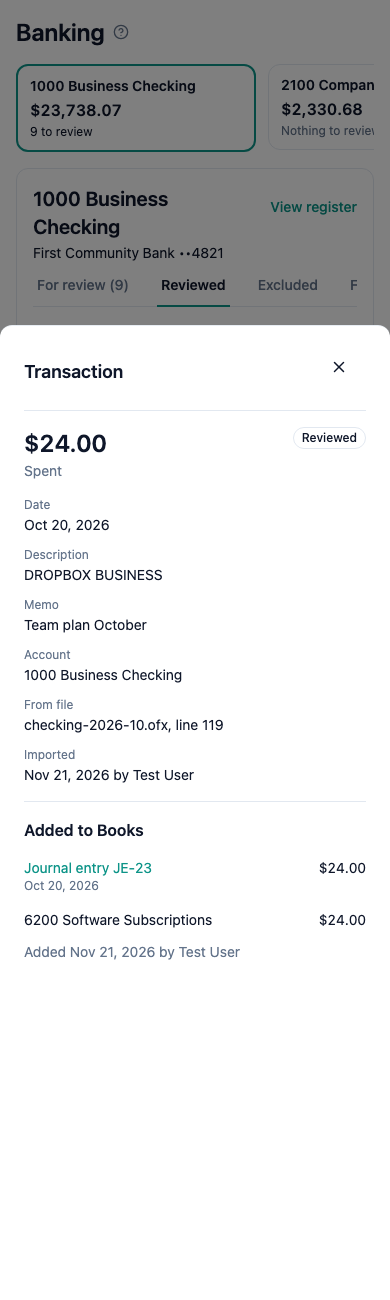 Banking
1000 Business Checking
$23,738.07
9 to review
2100 Compan
$2,330.68
Nothing to review
1000 Business
Checking
View register
First Community Bank ••4821
For review (9)
Reviewed
Excluded
F
Transaction
$24.00
Reviewed
Spent
Date
Oct 20, 2026
Description
DROPBOX BUSINESS
Memo
Team plan October
Account
1000 Business Checking
From file
checking-2026-10.ofx, line 119
Imported
Nov 21, 2026 by Test User
Added to Books
Journal entry JE-23
$24.00
Oct 20, 2026
6200 Software Subscriptions
$24.00
Added Nov 21, 2026 by Test User